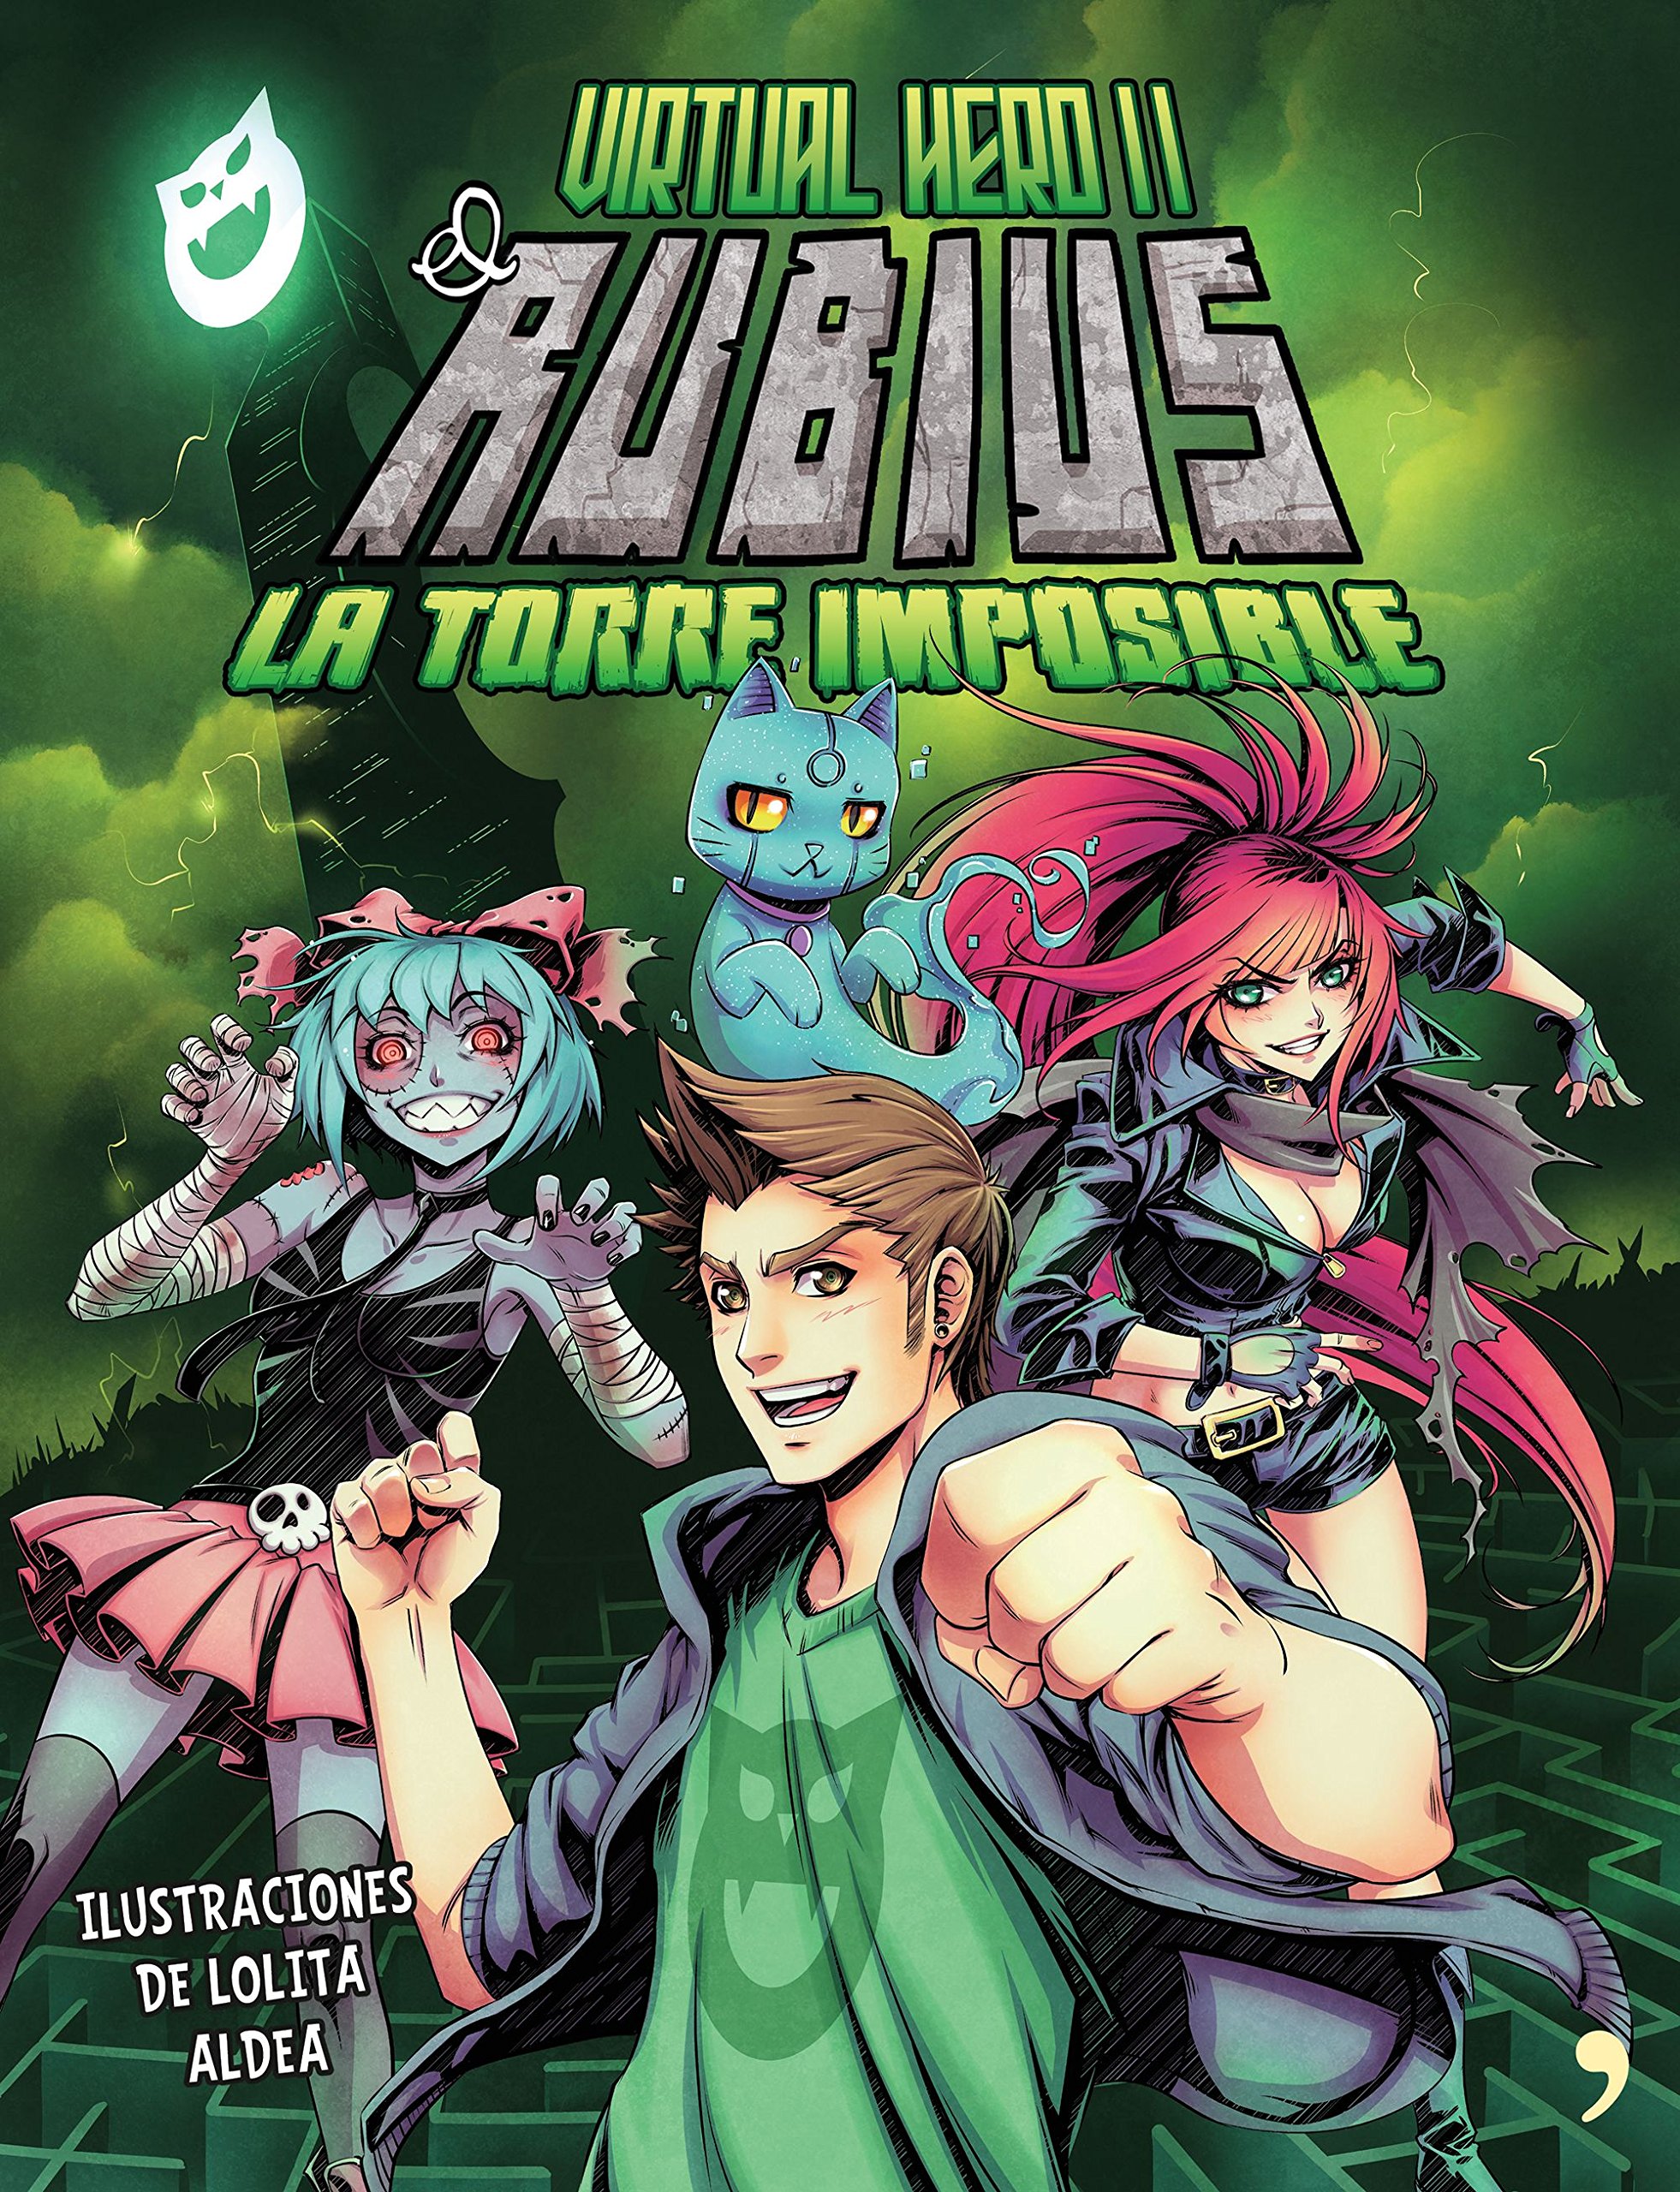 VIRTUAL HERO II
el
RUBIUS
LA TORRE IMPOSIBLE
ILUSTRACIONES
DE LOLITA
ALDEA